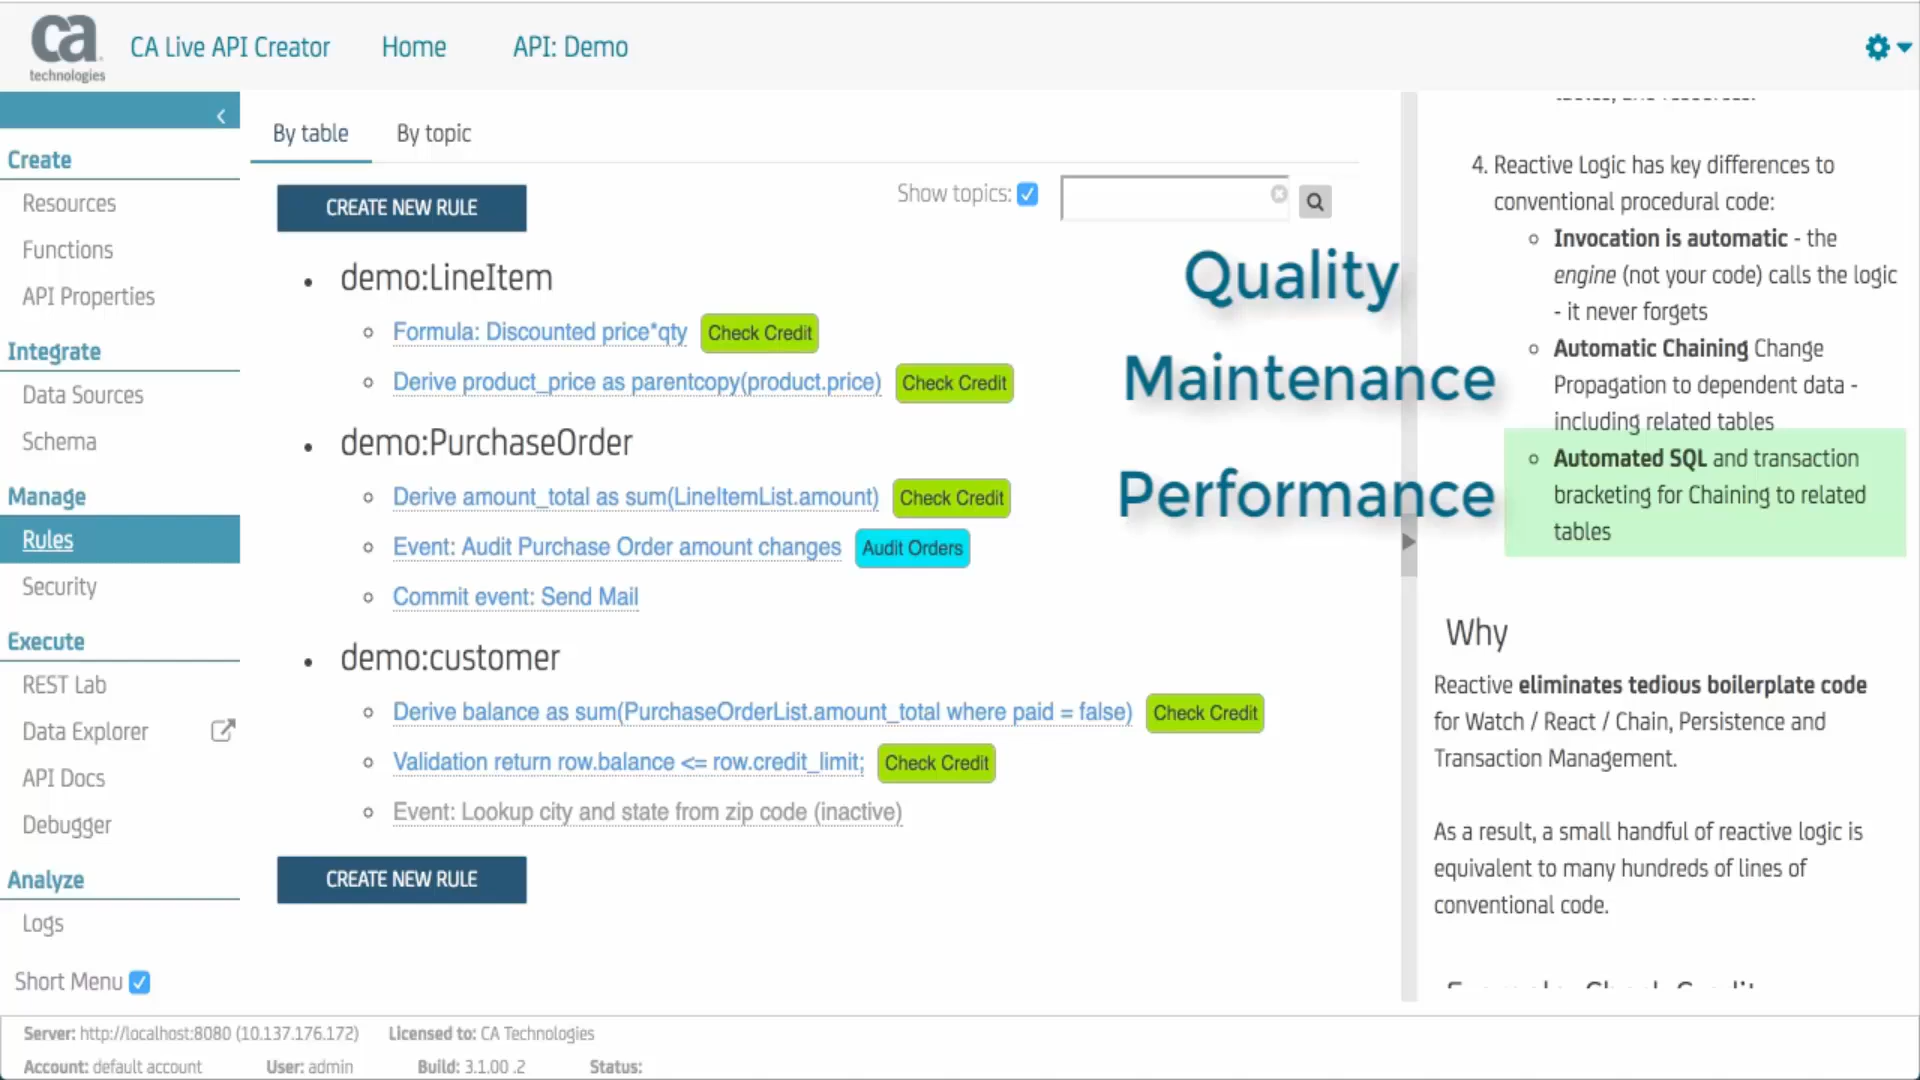 ca
technologies
CA Live API Creator
Home
API: Demo
Create
Resources
Functions
API Properties
Integrate
Data Sources
Schema
Manage
Rules
Security
Execute
REST Lab
Data Explorer
API Docs
Debugger
Analyze
Logs
Short Menu
By table
By topic
CREATE NEW RULE
Show topics:
demo:LineItem
Formula: Discounted price*qty Check Credit
Derive product_price as parentcopy(product.price) Check Credit
demo:PurchaseOrder
Derive amount_total as sum(LineItemList.amount) Check Credit
Event: Audit Purchase Order amount changes Audit Orders
Commit event: Send Mail
demo:customer
Derive balance as sum(PurchaseOrderList.amount_total where paid = false) Check Credit
Validation return row.balance <= row.credit_limit; Check Credit
Event: Lookup city and state from zip code (inactive)
CREATE NEW RULE
Quality
Maintenance
Performance
4. Reactive Logic has key differences to
conventional procedural code:
Invocation is automatic - the
engine (not your code) calls the logic
- it never forgets
Automatic Chaining Change
Propagation to dependent data -
including related tables
Automated SQL and transaction
bracketing for Chaining to related
tables
Why
Reactive eliminates tedious boilerplate code
for Watch / React / Chain, Persistence and
Transaction Management.
As a result, a small handful of reactive logic is
equivalent to many hundreds of lines of
conventional code.
Server: http://localhost:8080 (10.137.176.172) Licensed to: CA Technologies
Account: default account User: admin Build: 3.1.00 .2 Status: